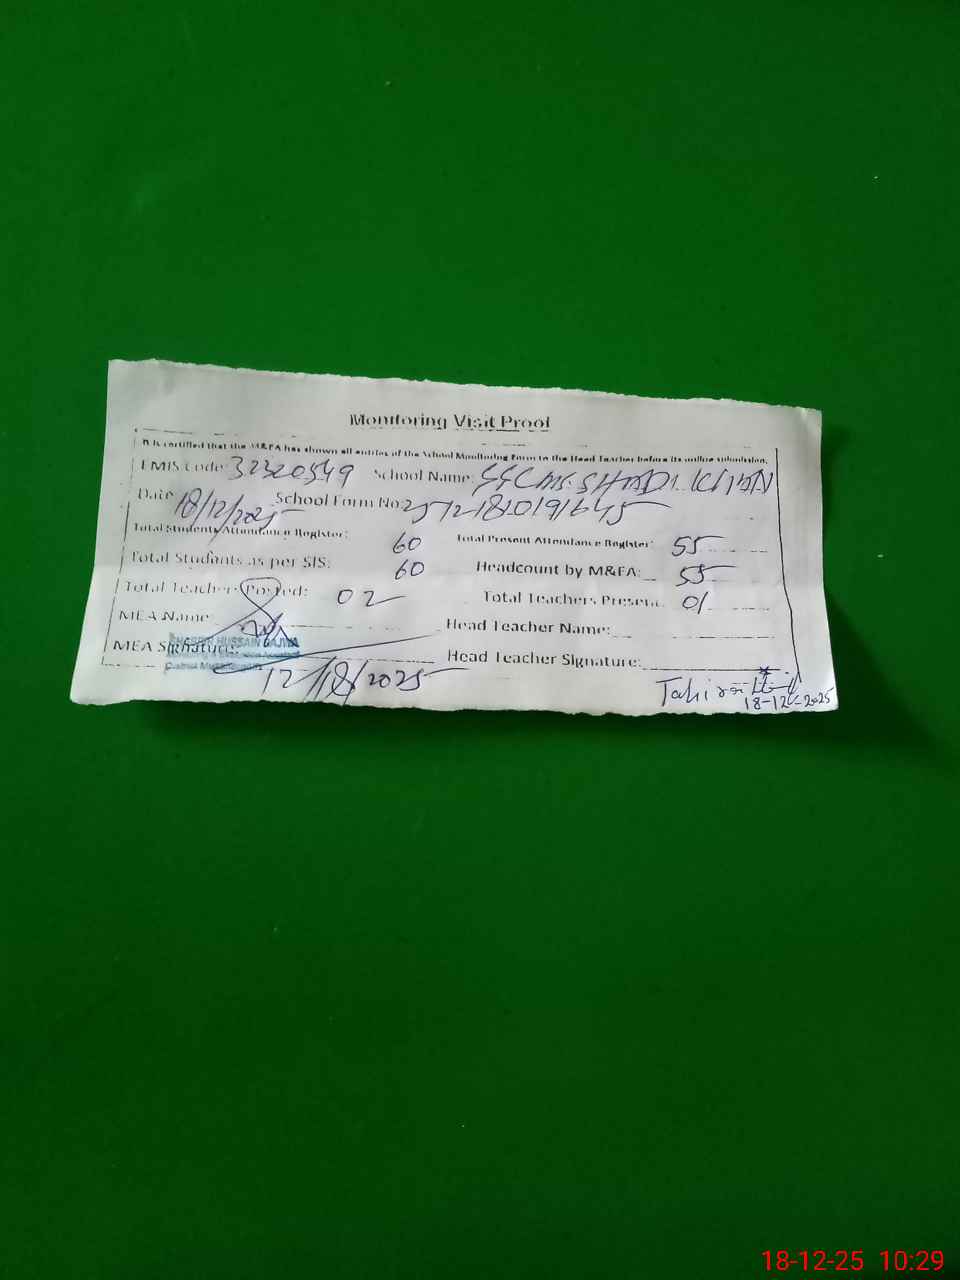 Monitoring Visit Proof
It is certified that the M&EA has shown all entries of the School Monitoring Form to the Head Teacher before its online submission.
EMIS Code: 32320549 School Name:
Date 18/12/2025 School Form No:
Total Students Attendance Register: 60 Total Present Attendance Register: 55
Total Students as per SIS: 60 Headcount by M&EA: 55
Total Teachers Posted: 02 Total Teachers Present: 01
MEA Name: Head Teacher Name:
HUSSAIN
MEA Signature: Head Teacher Signature:
12/18/2025
18-12-2025
18-12-25 10:29